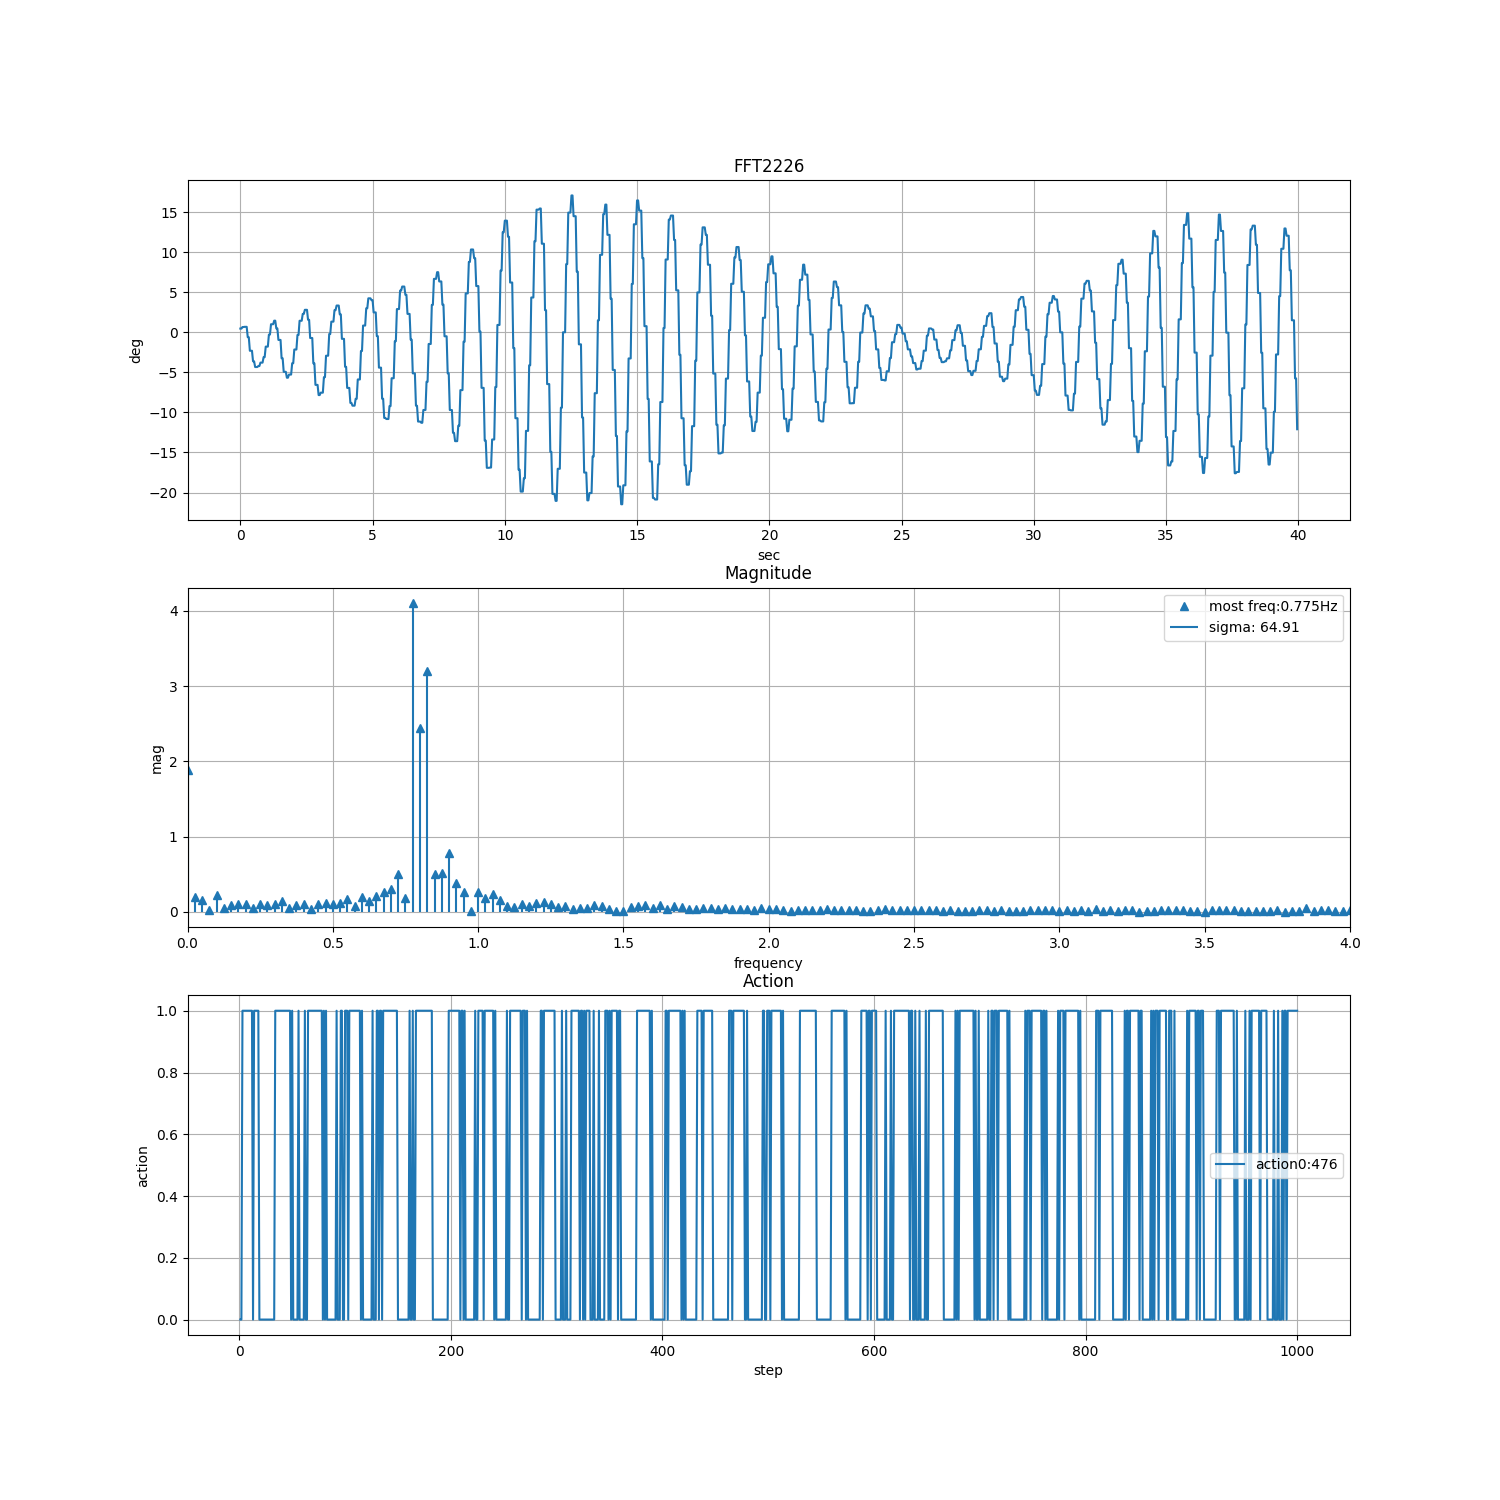 FFT2226
15
10
5
0
−5
−10
−15
−20
deg
0 5 10 15 20 25 30 35 40
sec
Magnitude
4
3
2
1
0
mag
most freq:0.775Hz
sigma: 64.91
0.0 0.5 1.0 1.5 2.0 2.5 3.0 3.5 4.0
frequency
Action
1.0
0.8
0.6
0.4
0.2
0.0
action
action0:476
0 200 400 600 800 1000
step